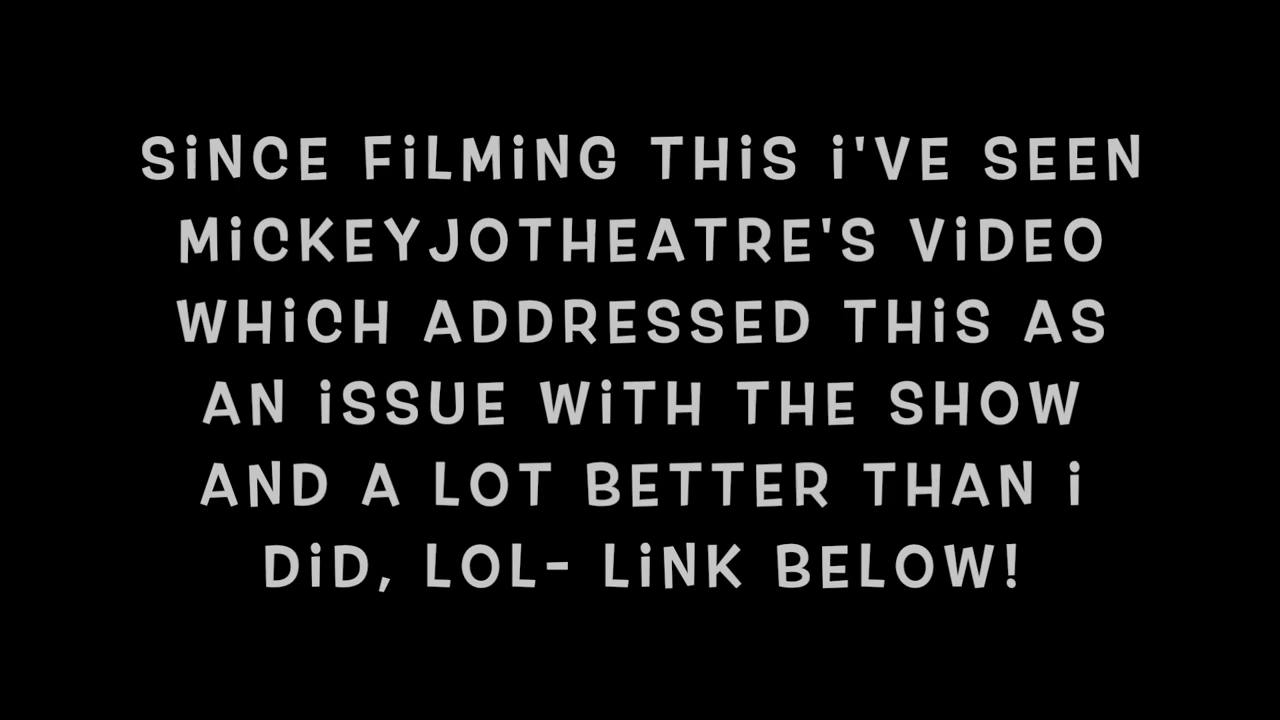 SiNCE FiLMiNG THiS i'VE SEEN
MiCKEYJOTHEATRE'S ViDEO
WHiCH ADDRESSED THiS AS
AN iSSUE WiTH THE SHOW
AND A LOT BETTER THAN i
DiD, LOL- LiNK BELOW!